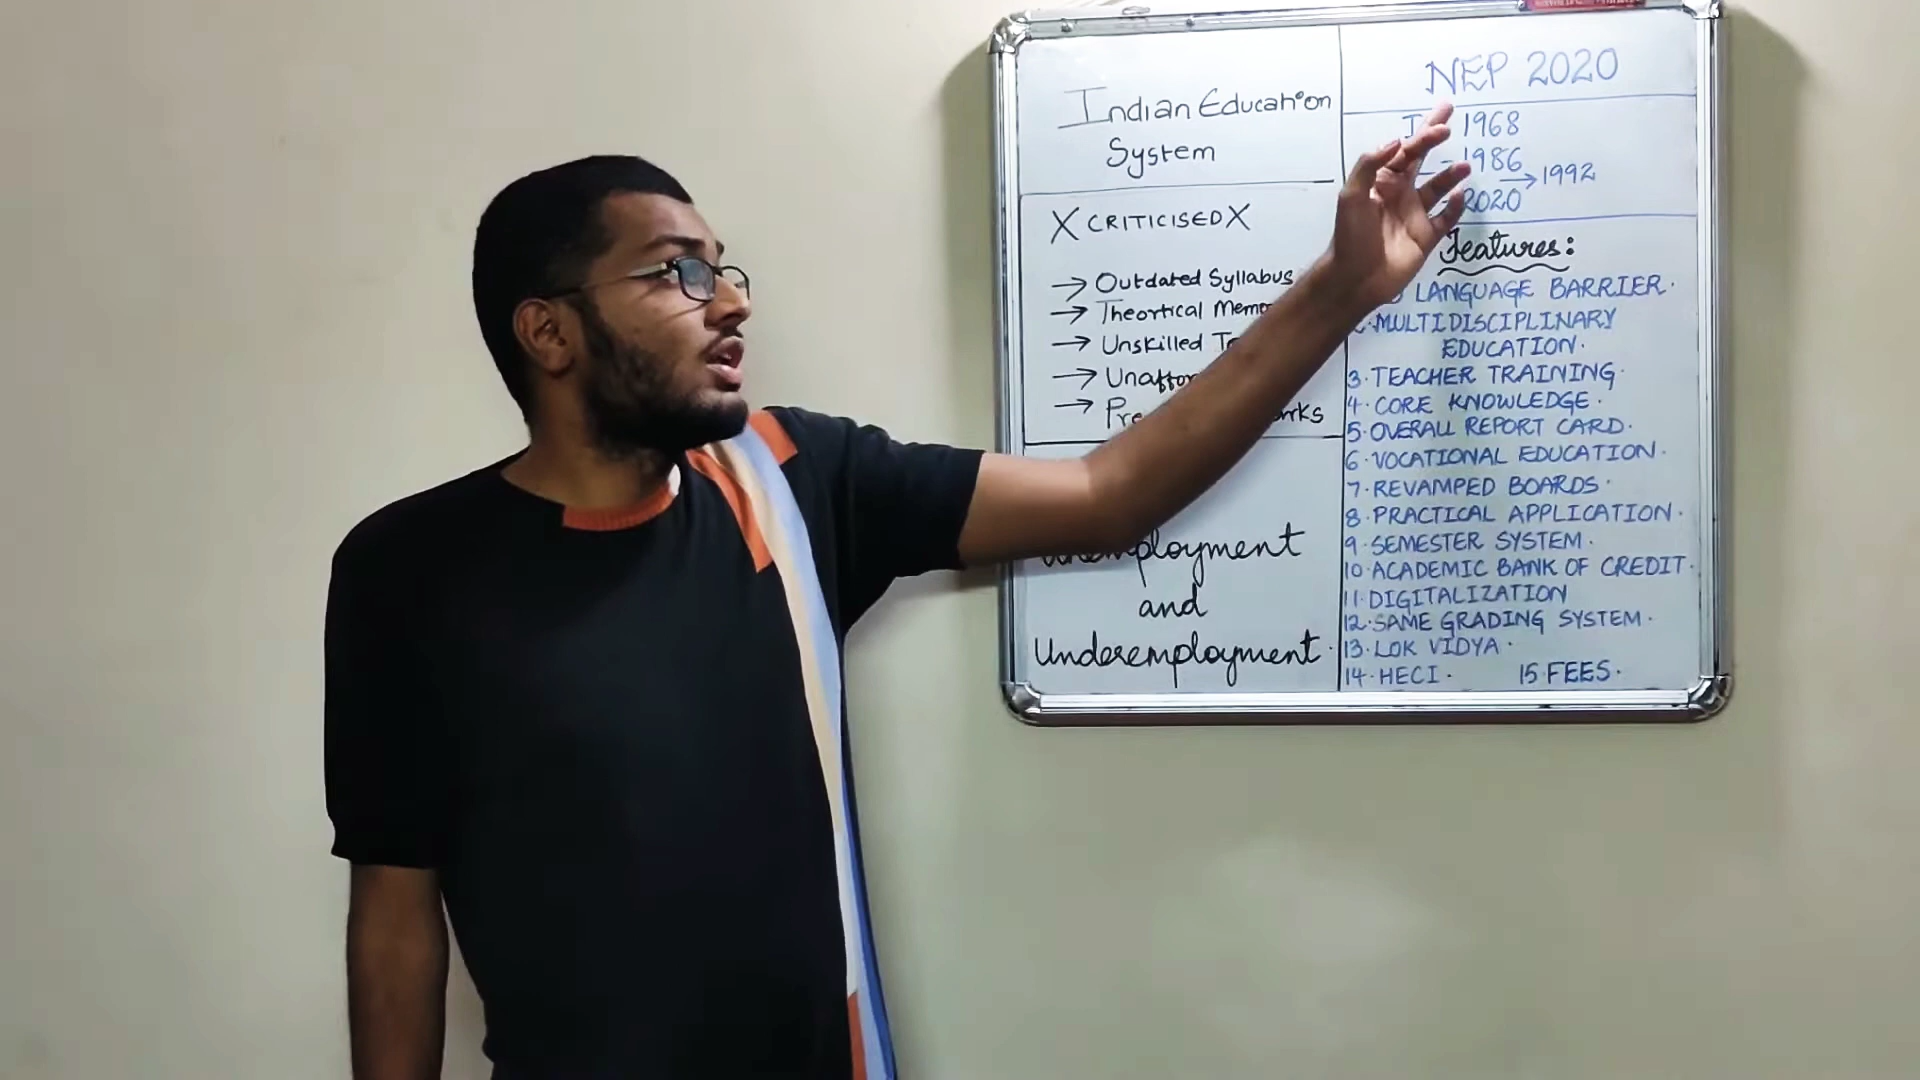 Indian Education
System
X CRITICISED X
→ Outdated Syllabus
→ Theortical
→ Unskilled
→
→
and
Underemployment.
NEP 2020
I 1968
- 1986
→ 1992
- 2020
Features:
LANGUAGE BARRIER.
MULTIDISCIPLINARY
EDUCATION.
3. TEACHER TRAINING.
4. CORE KNOWLEDGE.
5. OVERALL REPORT CARD.
6. VOCATIONAL EDUCATION.
7. REVAMPED BOARDS.
8. PRACTICAL APPLICATION.
9. SEMESTER SYSTEM.
10. ACADEMIC BANK OF CREDIT.
11. DIGITALIZATION
12. SAME GRADING SYSTEM.
13. LOK VIDYA.
14. HECI. 15. FEES.